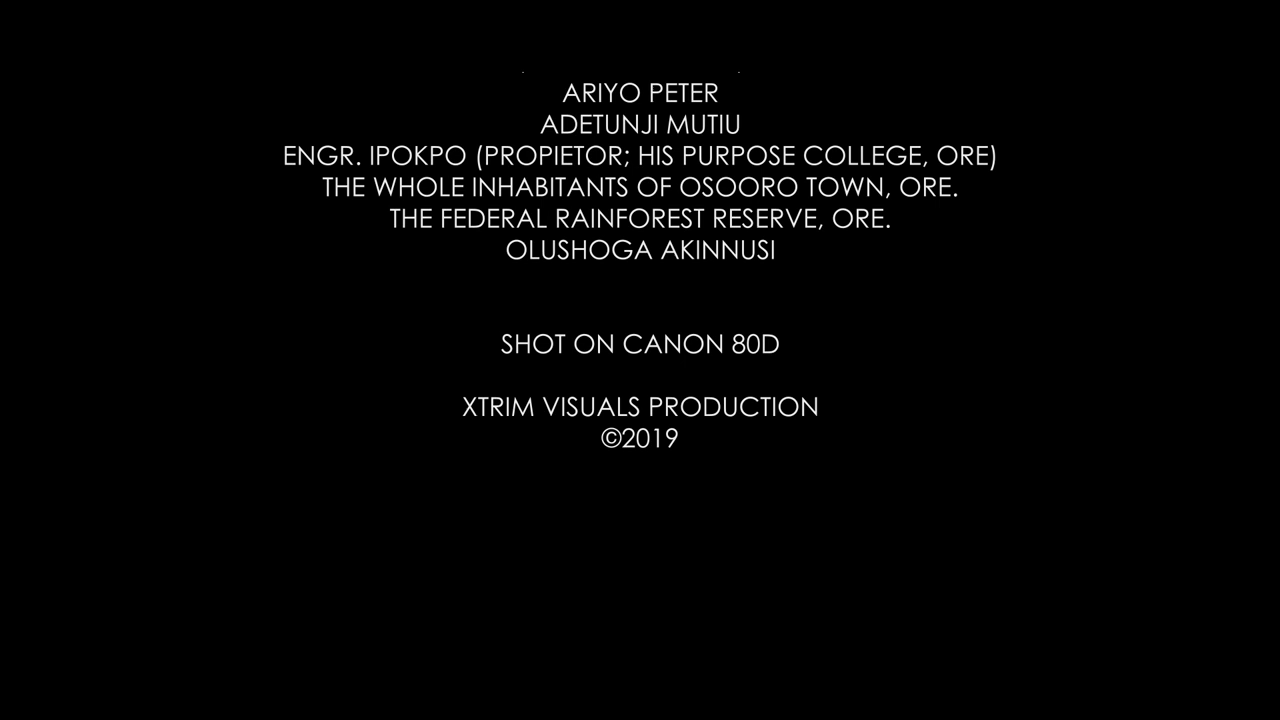 ARIYO PETER
ADETUNJI MUTIU
ENGR. IPOKPO (PROPIETOR; HIS PURPOSE COLLEGE, ORE)
THE WHOLE INHABITANTS OF OSOORO TOWN, ORE.
THE FEDERAL RAINFOREST RESERVE, ORE.
OLUSHOGA AKINNUSI
SHOT ON CANON 80D
XTRIM VISUALS PRODUCTION
©2019